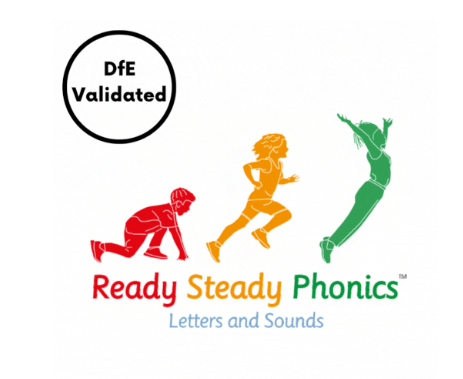 DfE
Validated
Ready Steady Phonics™
Letters and Sounds